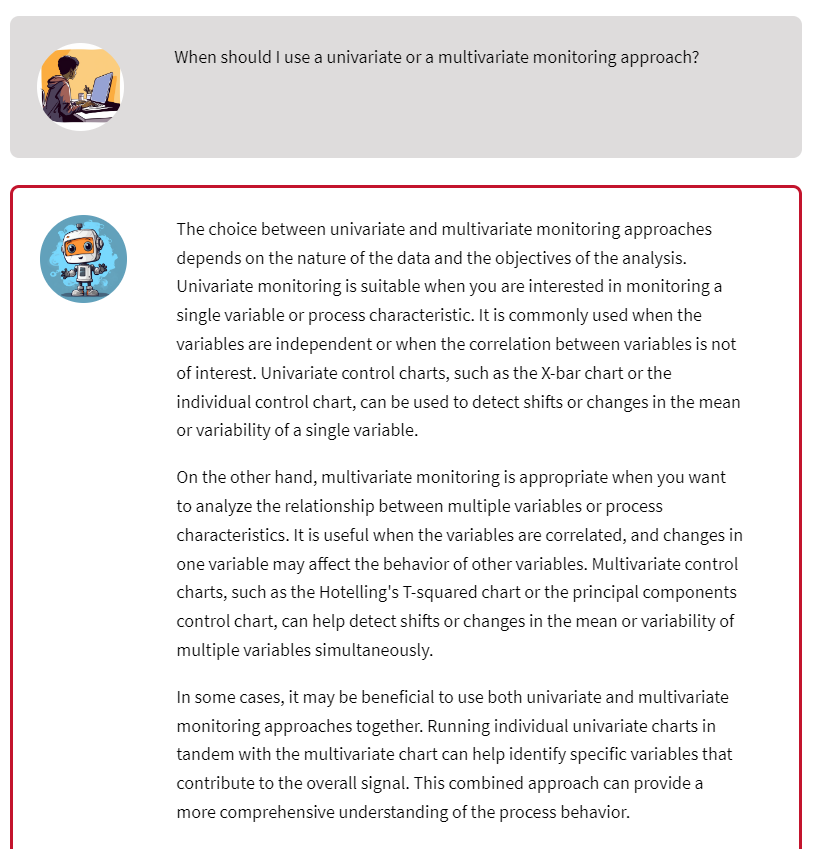 When should I use a univariate or a multivariate monitoring approach?
The choice between univariate and multivariate monitoring approaches
depends on the nature of the data and the objectives of the analysis.
Univariate monitoring is suitable when you are interested in monitoring a
single variable or process characteristic. It is commonly used when the
variables are independent or when the correlation between variables is not
of interest. Univariate control charts, such as the X-bar chart or the
individual control chart, can be used to detect shifts or changes in the mean
or variability of a single variable.
On the other hand, multivariate monitoring is appropriate when you want
to analyze the relationship between multiple variables or process
characteristics. It is useful when the variables are correlated, and changes in
one variable may affect the behavior of other variables. Multivariate control
charts, such as the Hotelling's T-squared chart or the principal components
control chart, can help detect shifts or changes in the mean or variability of
multiple variables simultaneously.
In some cases, it may be beneficial to use both univariate and multivariate
monitoring approaches together. Running individual univariate charts in
tandem with the multivariate chart can help identify specific variables that
contribute to the overall signal. This combined approach can provide a
more comprehensive understanding of the process behavior.